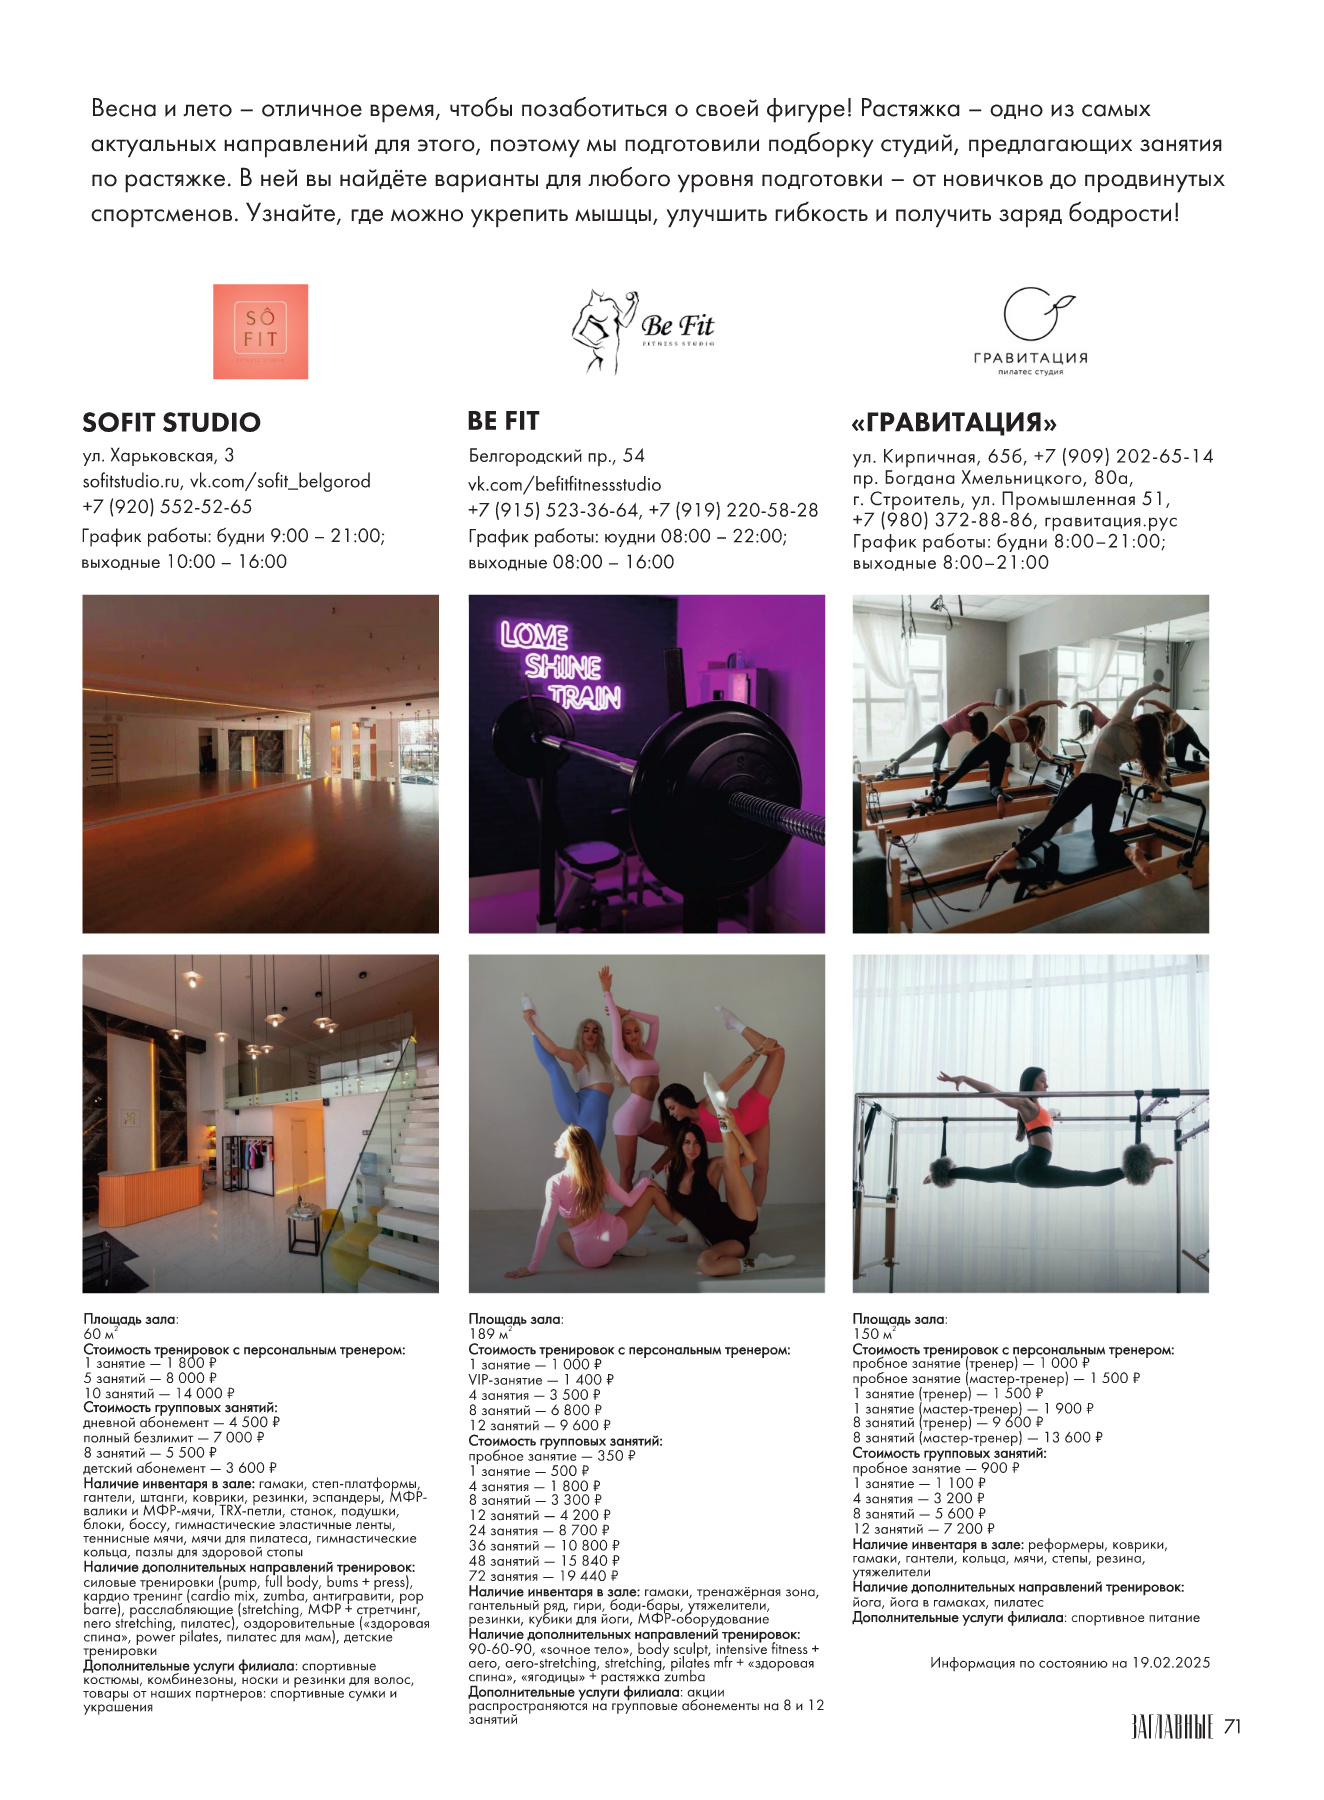 Весна и лето – отличное время, чтобы позаботиться о своей фигуре! Растяжка – одно из самых
актуальных направлений для этого, поэтому мы подготовили подборку студий, предлагающих занятия
по растяжке. В ней вы найдёте варианты для любого уровня подготовки – от новичков до продвинутых
спортсменов. Узнайте, где можно укрепить мышцы, улучшить гибкость и получить заряд бодрости!
SÔ
FIT
SOFIT STUDIO
ул. Харьковская, 3
sofitstudio.ru, vk.com/sofit_belgorod
+7 (920) 552-52-65
График работы: будни 9:00 – 21:00;
выходные 10:00 – 16:00
Площадь зала:
60 м²
Стоимость тренировок с персональным тренером:
1 занятие — 1 800 ₽
5 занятий — 8 000 ₽
10 занятий — 14 000 ₽
Стоимость групповых занятий:
дневной абонемент — 4 500 ₽
полный безлимит — 7 000 ₽
8 занятий — 5 500 ₽
детский абонемент — 3 600 ₽
Наличие инвентаря в зале: гамаки, степ-платформы,
гантели, штанги, коврики, резинки, эспандеры, МФР-
валики и МФР-мячи, TRX-петли, станок, подушки,
блоки, боссу, гимнастические эластичные ленты,
теннисные мячи, мячи для пилатеса, гимнастические
кольца, пазлы для здоровой стопы
Наличие дополнительных направлений тренировок:
силовые тренировки (pump, full body, bums + press),
кардио тренинг (cardio mix, zumba, антигравити, pop
barre), расслабляющие (stretching, МФР + стретчинг,
nero stretching, пилатес), оздоровительные («здоровая
спина», power pilates, пилатес для мам), детские
тренировки
Дополнительные услуги филиала: спортивные
костюмы, комбинезоны, носки и резинки для волос,
товары от наших партнеров: спортивные сумки и
украшения
Be Fit
FITNESS STUDIO
BE FIT
Белгородский пр., 54
vk.com/befitfitnessstudio
+7 (915) 523-36-64, +7 (919) 220-58-28
График работы: юудни 08:00 – 22:00;
выходные 08:00 – 16:00
LOVE
SHINE
TRAIN
Площадь зала:
189 м²
Стоимость тренировок с персональным тренером:
1 занятие — 1 000 ₽
VIP-занятие — 1 400 ₽
4 занятия — 3 500 ₽
8 занятий — 6 800 ₽
12 занятий — 9 600 ₽
Стоимость групповых занятий:
пробное занятие — 350 ₽
1 занятие — 500 ₽
4 занятия — 1 800 ₽
8 занятий — 3 300 ₽
12 занятий — 4 200 ₽
24 занятия — 8 700 ₽
36 занятий — 10 800 ₽
48 занятий — 15 840 ₽
72 занятия — 19 440 ₽
Наличие инвентаря в зале: гамаки, тренажёрная зона,
гантельный ряд, гири, боди-бары, утяжелители,
резинки, кубики для йоги, МФР-оборудование
Наличие дополнительных направлений тренировок:
90-60-90, «sочное тело», body sculpt, intensive fitness +
aero, aero-stretching, stretching, pilates mfr + «здоровая
спина», «ягодицы» + растяжка zumba
Дополнительные услуги филиала: акции
распространяются на групповые абонементы на 8 и 12
занятий
ГРАВИТАЦИЯ
пилатес студия
«ГРАВИТАЦИЯ»
ул. Кирпичная, 65б, +7 (909) 202-65-14
пр. Богдана Хмельницкого, 80а,
г. Строитель, ул. Промышленная 51,
+7 (980) 372-88-86, гравитация.рус
График работы: будни 8:00–21:00;
выходные 8:00–21:00
Площадь зала:
150 м²
Стоимость тренировок с персональным тренером:
пробное занятие (тренер) — 1 000 ₽
пробное занятие (мастер-тренер) — 1 500 ₽
1 занятие (тренер) — 1 500 ₽
1 занятие (мастер-тренер) — 1 900 ₽
8 занятий (тренер) — 9 600 ₽
8 занятий (мастер-тренер) — 13 600 ₽
Стоимость групповых занятий:
пробное занятие — 900 ₽
1 занятие — 1 100 ₽
4 занятия — 3 200 ₽
8 занятий — 5 600 ₽
12 занятий — 7 200 ₽
Наличие инвентаря в зале: реформеры, коврики,
гамаки, гантели, кольца, мячи, степы, резина,
утяжелители
Наличие дополнительных направлений тренировок:
йога, йога в гамаках, пилатес
Дополнительные услуги филиала: спортивное питание
Информация по состоянию на 19.02.2025
ЗАГЛАВНЫЕ 71